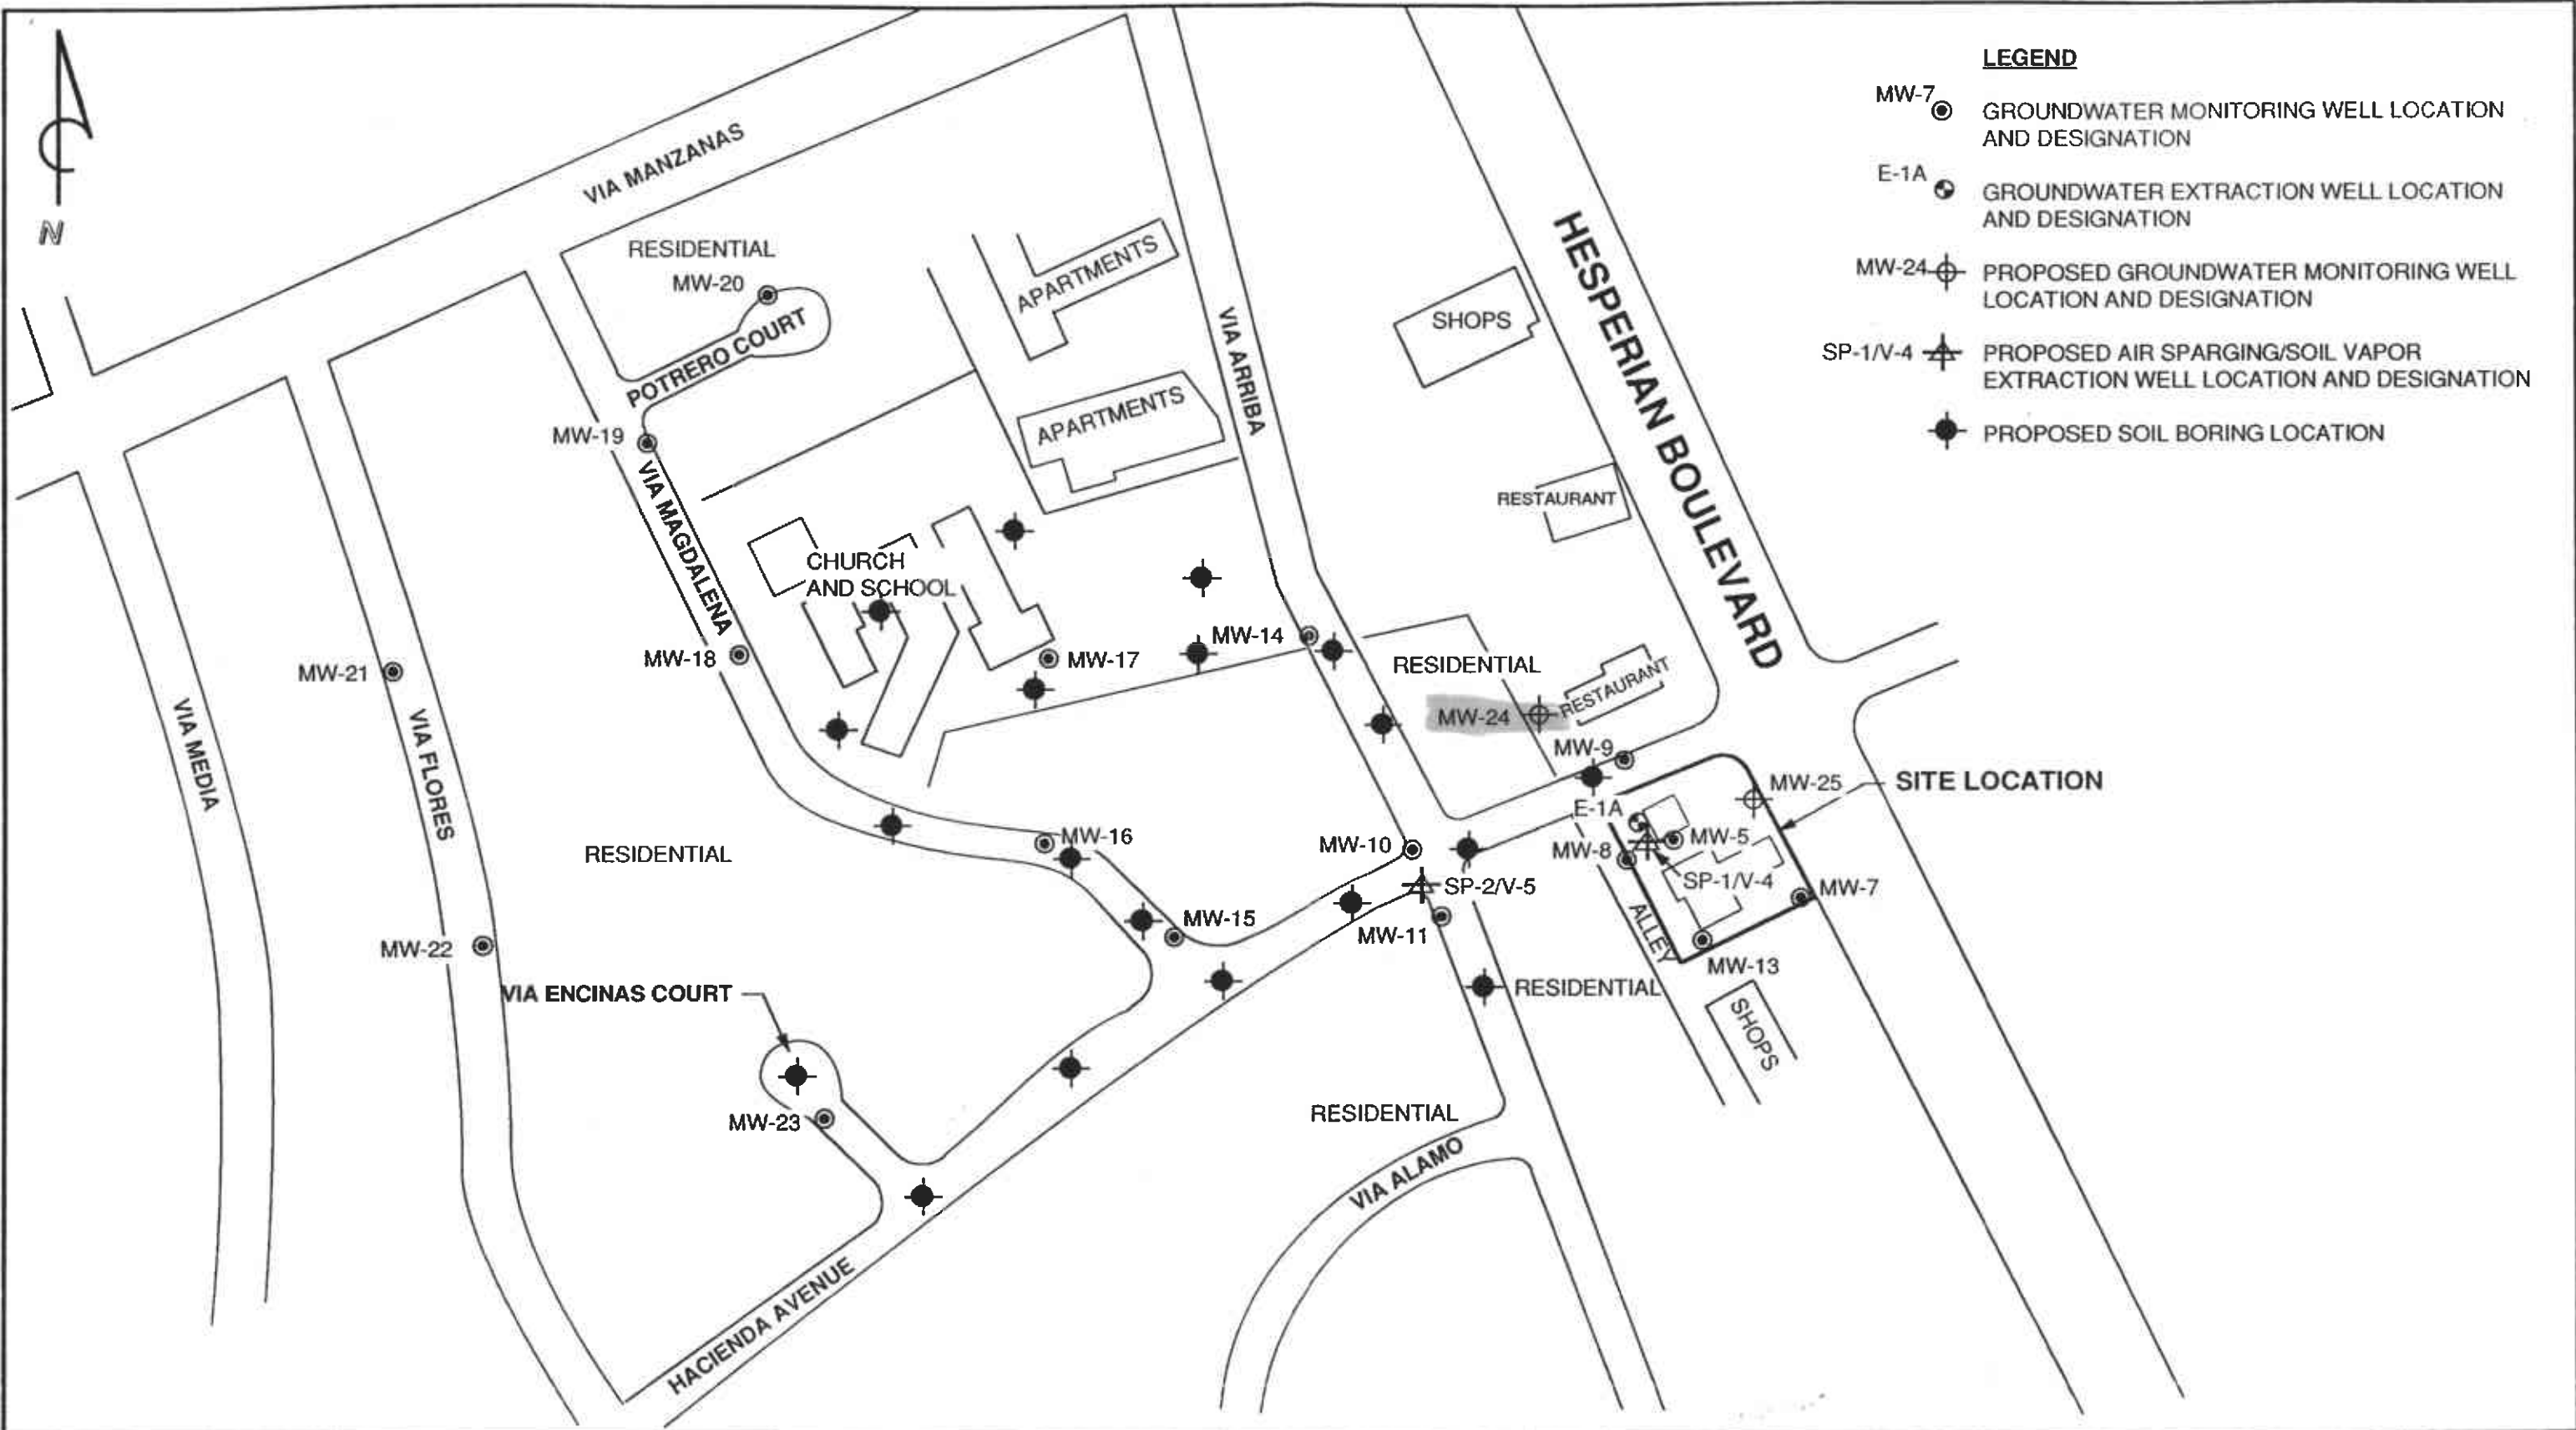 LEGEND
MW-7
GROUNDWATER MONITORING WELL LOCATION
AND DESIGNATION
E-1A
GROUNDWATER EXTRACTION WELL LOCATION
AND DESIGNATION
MW-24
PROPOSED GROUNDWATER MONITORING WELL
LOCATION AND DESIGNATION
SP-1/V-4
PROPOSED AIR SPARGING/SOIL VAPOR
EXTRACTION WELL LOCATION AND DESIGNATION
PROPOSED SOIL BORING LOCATION
N
VIA MANZANAS
RESIDENTIAL
MW-20
POTRERO COURT
APARTMENTS
VIA ARRIBA
SHOPS
HESPERIAN BOULEVARD
MW-19
VIA MAGDALENA
APARTMENTS
RESTAURANT
CHURCH
AND SCHOOL
MW-18
MW-17
MW-14
RESIDENTIAL
RESTAURANT
MW-24
MW-21
VIA MEDIA
VIA FLORES
MW-9
MW-25
SITE LOCATION
E-1A
MW-5
MW-8
SP-1/V-4
MW-7
RESIDENTIAL
MW-16
MW-10
SP-2/V-5
MW-15
MW-11
ALLEY
MW-13
MW-22
VIA ENCINAS COURT
RESIDENTIAL
SHOPS
MW-23
RESIDENTIAL
VIA ALAMO
HACIENDA AVENUE